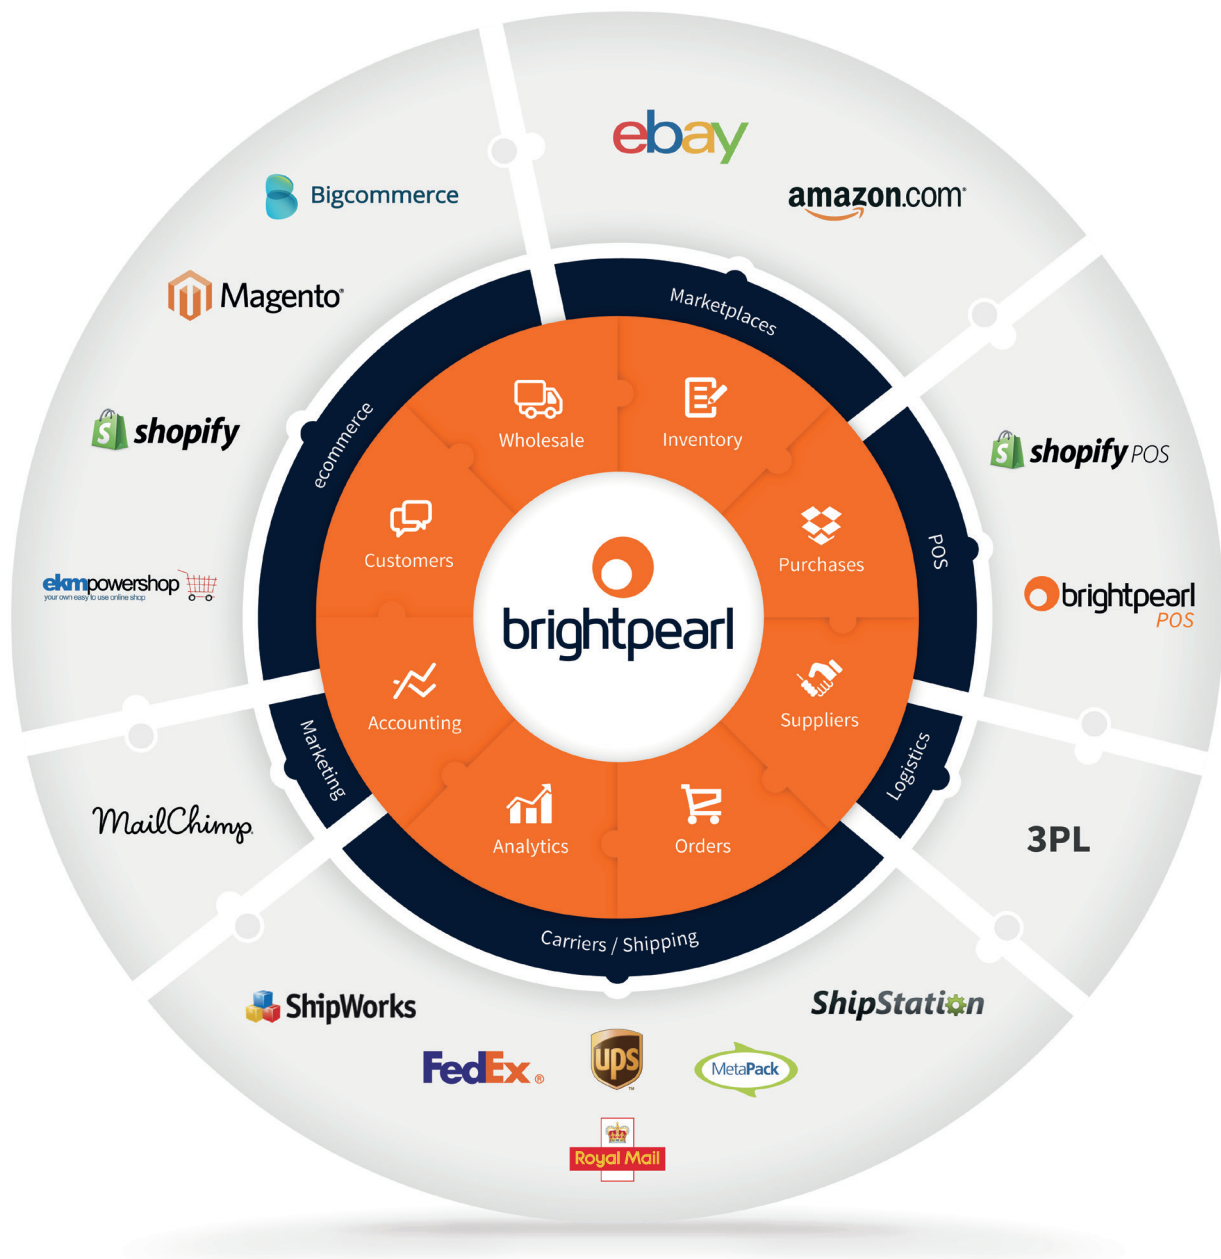 ebay
amazon.com
Bigcommerce
Magento®
shopify
ekmpowershop
your own easy to use online shop
MailChimp
shopify POS
brightpearl
POS
3PL
Marketplaces
ecommerce
POS
Marketing
Logistics
Carriers / Shipping
Wholesale
Inventory
Customers
Purchases
brightpearl
Accounting
Suppliers
Analytics
Orders
ShipWorks
ShipStation
FedEx®
ups
TM
MetaPack
Royal Mail